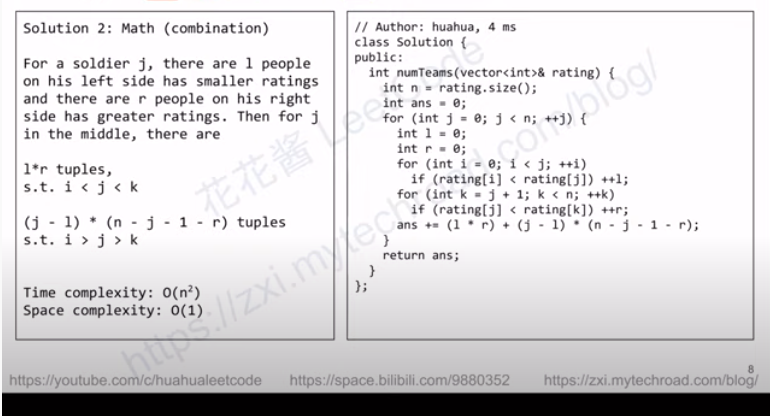 Solution 2: Math (combination)
For a soldier j, there are l people
on his left side has smaller ratings
and there are r people on his right
side has greater ratings. Then for j
in the middle, there are
l*r tuples,
s.t. i < j < k
(j - l) * (n - j - 1 - r) tuples
s.t. i > j > k
Time complexity: O(n²)
Space complexity: O(1)
// Author: huahua, 4 ms
class Solution {
public:
  int numTeams(vector<int>& rating) {
    int n = rating.size();
    int ans = 0;
    for (int j = 0; j < n; ++j) {
      int l = 0;
      int r = 0;
      for (int i = 0; i < j; ++i)
        if (rating[i] < rating[j]) ++l;
      for (int k = j + 1; k < n; ++k)
        if (rating[j] < rating[k]) ++r;
      ans += (l * r) + (j - l) * (n - j - 1 - r);
    }
    return ans;
  }
};
花花酱 LeetCode
https://zxi.mytechroad.com/blog/
8
https://youtube.com/c/huahualeetcode https://space.bilibili.com/9880352 https://zxi.mytechroad.com/blog/